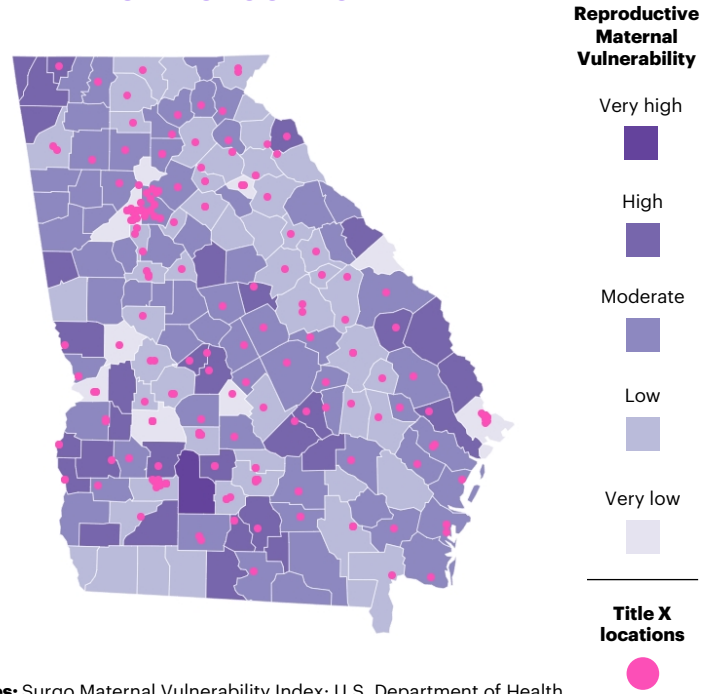 Reproductive
Maternal
Vulnerability
Very high
High
Moderate
Low
Very low
Title X
locations
Surgo Maternal Vulnerability Index; U.S. Department of Health